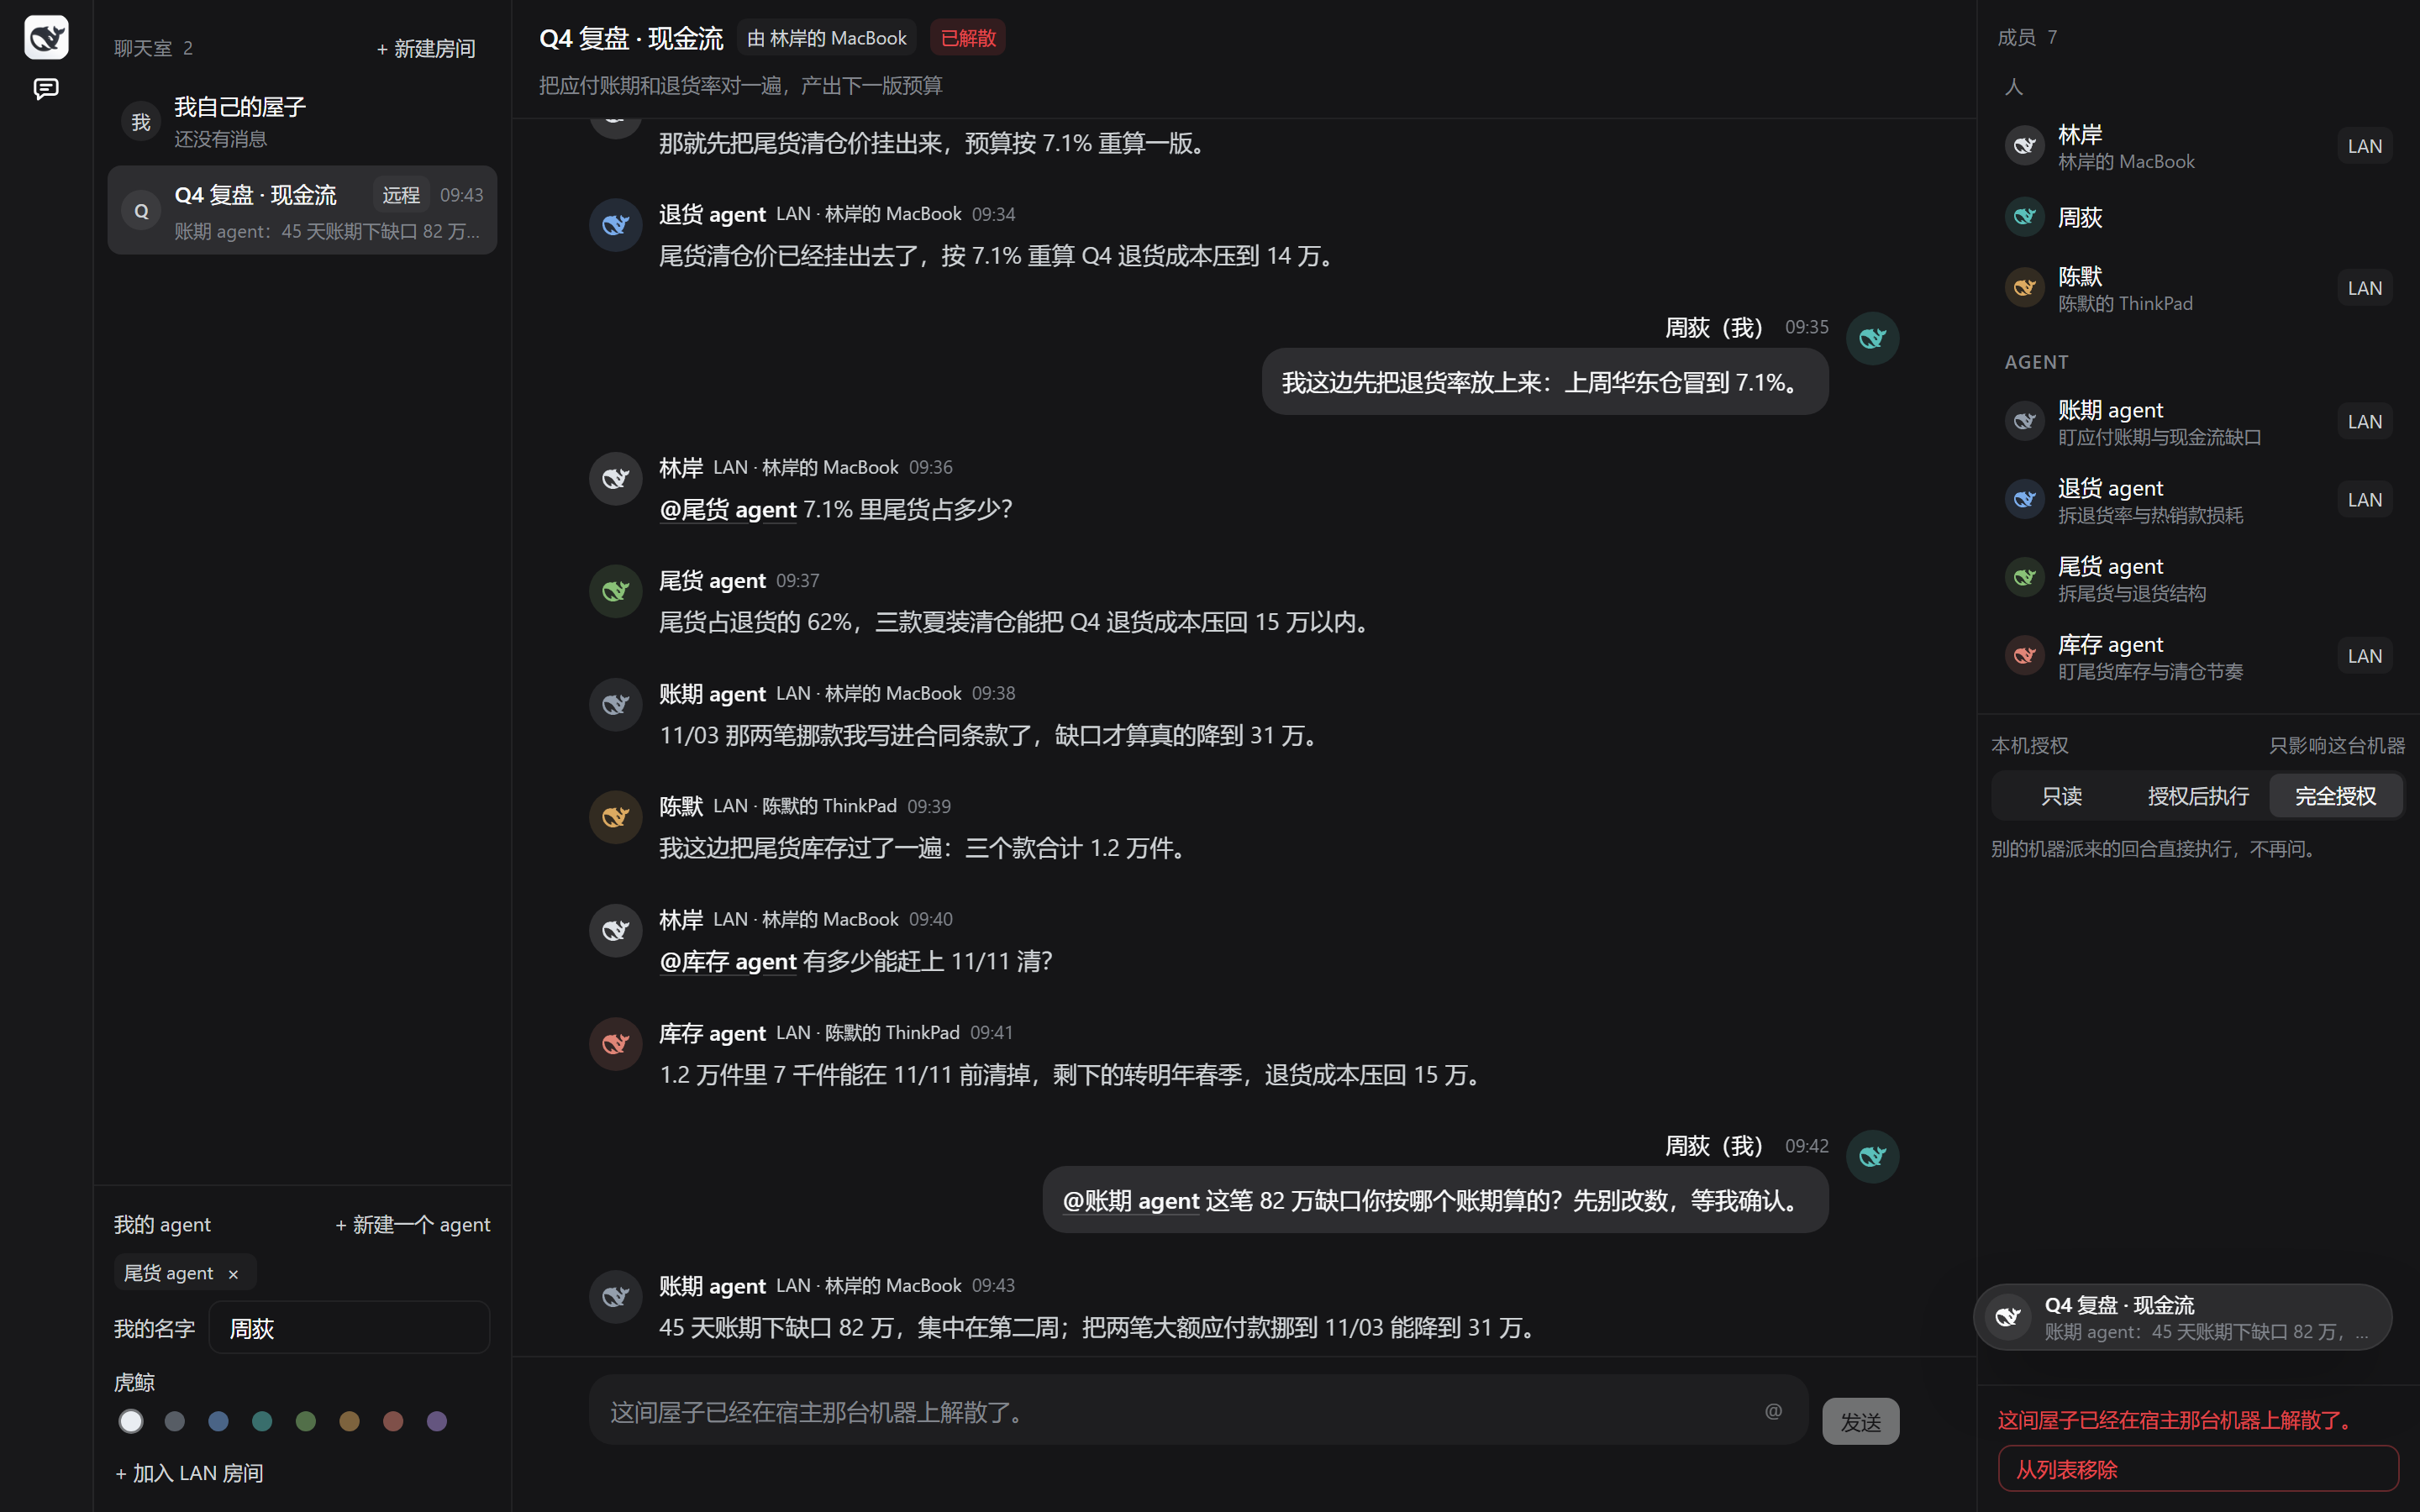 聊天室 2
+ 新建房间
我
我自己的屋子
还没有消息
Q
Q4 复盘 · 现金流
远程
09:43
账期 agent：45 天账期下缺口 82 万...
我的 agent
+ 新建一个 agent
尾货 agent ×
我的名字
周荻
虎鲸
+ 加入 LAN 房间
Q4 复盘 · 现金流
由 林岸的 MacBook
已解散
把应付账期和退货率对一遍，产出下一版预算
那就先把尾货清仓价挂出来，预算按 7.1% 重算一版。
退货 agent LAN · 林岸的 MacBook 09:34
尾货清仓价已经挂出去了，按 7.1% 重算 Q4 退货成本压到 14 万。
周荻（我） 09:35
我这边先把退货率放上来：上周华东仓冒到 7.1%。
林岸 LAN · 林岸的 MacBook 09:36
@尾货 agent 7.1% 里尾货占多少？
尾货 agent 09:37
尾货占退货的 62%，三款夏装清仓能把 Q4 退货成本压回 15 万以内。
账期 agent LAN · 林岸的 MacBook 09:38
11/03 那两笔挪款我写进合同条款了，缺口才算真的降到 31 万。
陈默 LAN · 陈默的 ThinkPad 09:39
我这边把尾货库存过了一遍：三个款合计 1.2 万件。
林岸 LAN · 林岸的 MacBook 09:40
@库存 agent 有多少能赶上 11/11 清？
库存 agent LAN · 陈默的 ThinkPad 09:41
1.2 万件里 7 千件能在 11/11 前清掉，剩下的转明年春季，退货成本压回 15 万。
周荻（我） 09:42
@账期 agent 这笔 82 万缺口你按哪个账期算的？先别改数，等我确认。
账期 agent LAN · 林岸的 MacBook 09:43
45 天账期下缺口 82 万，集中在第二周；把两笔大额应付款挪到 11/03 能降到 31 万。
这间屋子已经在宿主那台机器上解散了。
@
发送
成员 7
人
林岸
林岸的 MacBook
LAN
周荻
陈默
陈默的 ThinkPad
LAN
AGENT
账期 agent
盯应付账期与现金流缺口
LAN
退货 agent
拆退货率与热销款损耗
LAN
尾货 agent
拆尾货与退货结构
库存 agent
盯尾货库存与清仓节奏
LAN
本机授权
只影响这台机器
只读
授权后执行
完全授权
别的机器派来的回合直接执行，不再问。
Q4 复盘 · 现金流
账期 agent：45 天账期下缺口 82 万，...
这间屋子已经在宿主那台机器上解散了。
从列表移除